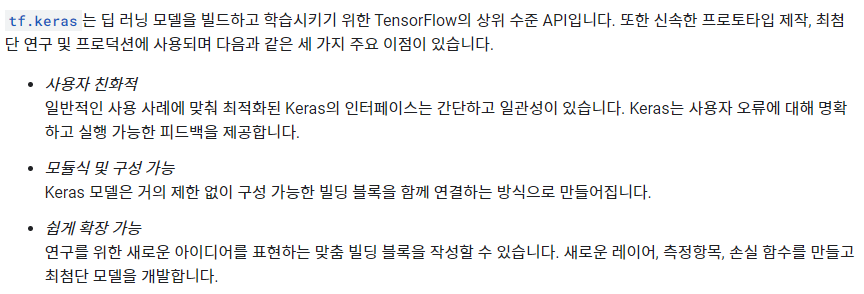 tf.keras는 딥 러닝 모델을 빌드하고 학습시키기 위한 TensorFlow의 상위 수준 API입니다. 또한 신속한 프로토타입 제작, 최첨
단 연구 및 프로덕션에 사용되며 다음과 같은 세 가지 주요 이점이 있습니다.
• 사용자 친화적
일반적인 사용 사례에 맞춰 최적화된 Keras의 인터페이스는 간단하고 일관성이 있습니다. Keras는 사용자 오류에 대해 명확
하고 실행 가능한 피드백을 제공합니다.
• 모듈식 및 구성 가능
Keras 모델은 거의 제한 없이 구성 가능한 빌딩 블록을 함께 연결하는 방식으로 만들어집니다.
• 쉽게 확장 가능
연구를 위한 새로운 아이디어를 표현하는 맞춤 빌딩 블록을 작성할 수 있습니다. 새로운 레이어, 측정항목, 손실 함수를 만들고
최첨단 모델을 개발합니다.